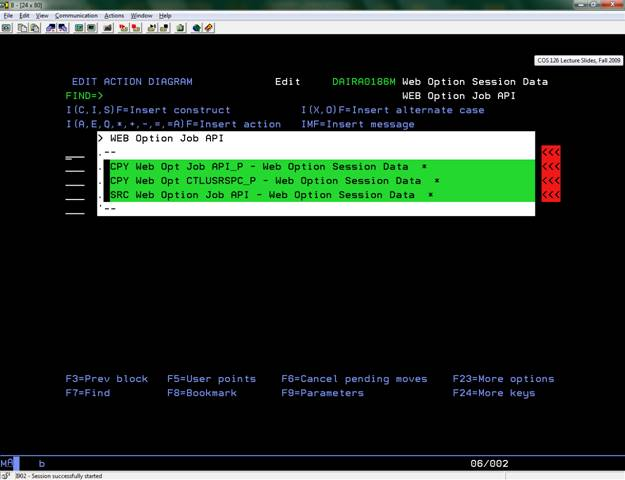 B - [24 x 80]
File Edit View Communication Actions Window Help
COS 126 Lecture Slides, Fall 2009
EDIT ACTION DIAGRAM Edit DAIRA0186M Web Option Session Data
FIND=> WEB Option Job API
I(C,I,S)F=Insert construct I(X,O)F=Insert alternate case
I(A,E,Q,*,+,-,=,=A)F=Insert action IMF=Insert message
> WEB Option Job API
.--
. CPY Web Opt Job API_P - Web Option Session Data * <<<
. CPY Web Opt CTLUSRSPC_P - Web Option Session Data * <<<
. SRC Web Option Job API - Web Option Session Data * <<<
'--
F3=Prev block F5=User points F6=Cancel pending moves F23=More options
F7=Find F8=Bookmark F9=Parameters F24=More keys
MA b 06/002
I902 - Session successfully started